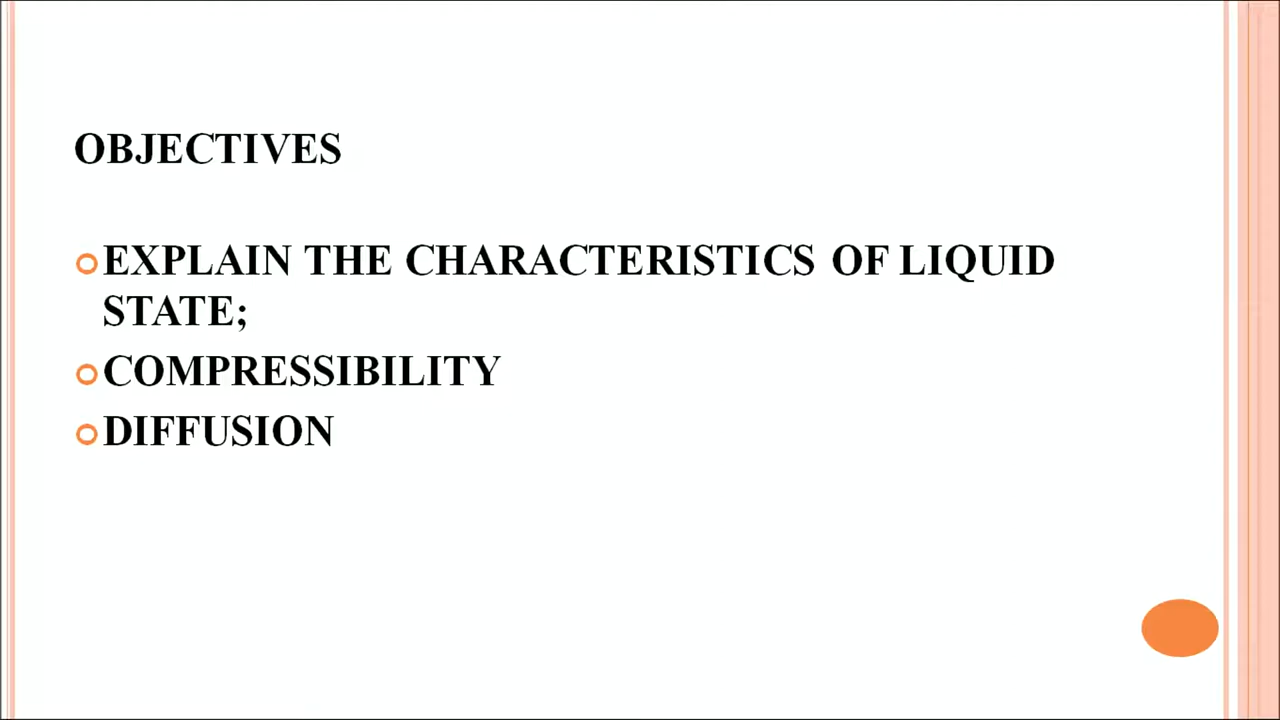 OBJECTIVES
EXPLAIN THE CHARACTERISTICS OF LIQUID
STATE;
COMPRESSIBILITY
DIFFUSION